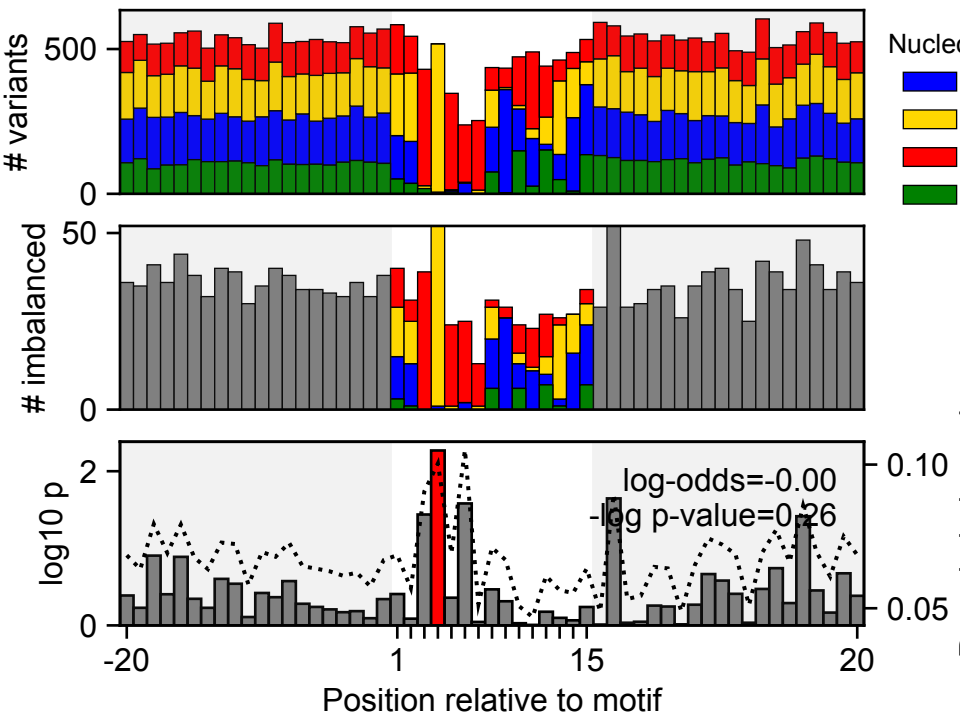 # variants
500
0
Nucleo
# imbalanced
50
0
log10 p
2
0
log-odds=-0.00
-log p-value=0.26
0.10
0.05
-20
1
15
20
Position relative to motif